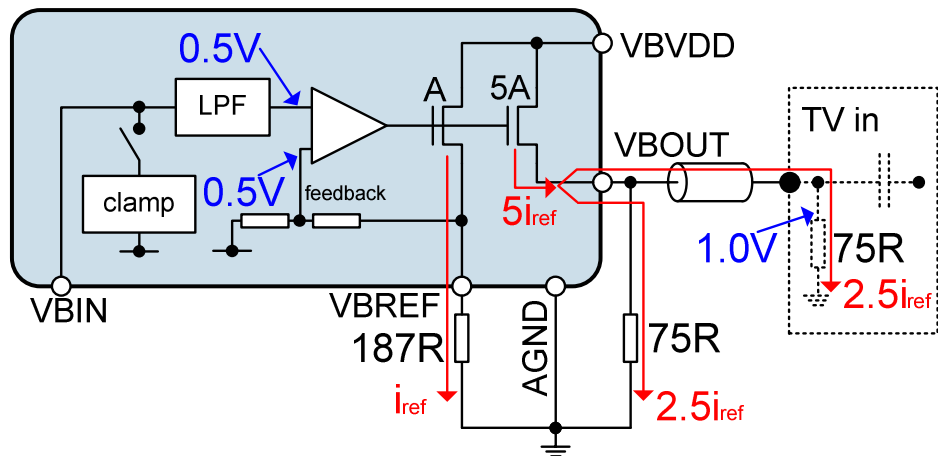 0.5V
A
5A
VBVDD
LPF
TV in
VBOUT
0.5V
feedback
clamp
5iref
1.0V
75R
2.5iref
VBIN
VBREF
187R
AGND
75R
iref
2.5iref